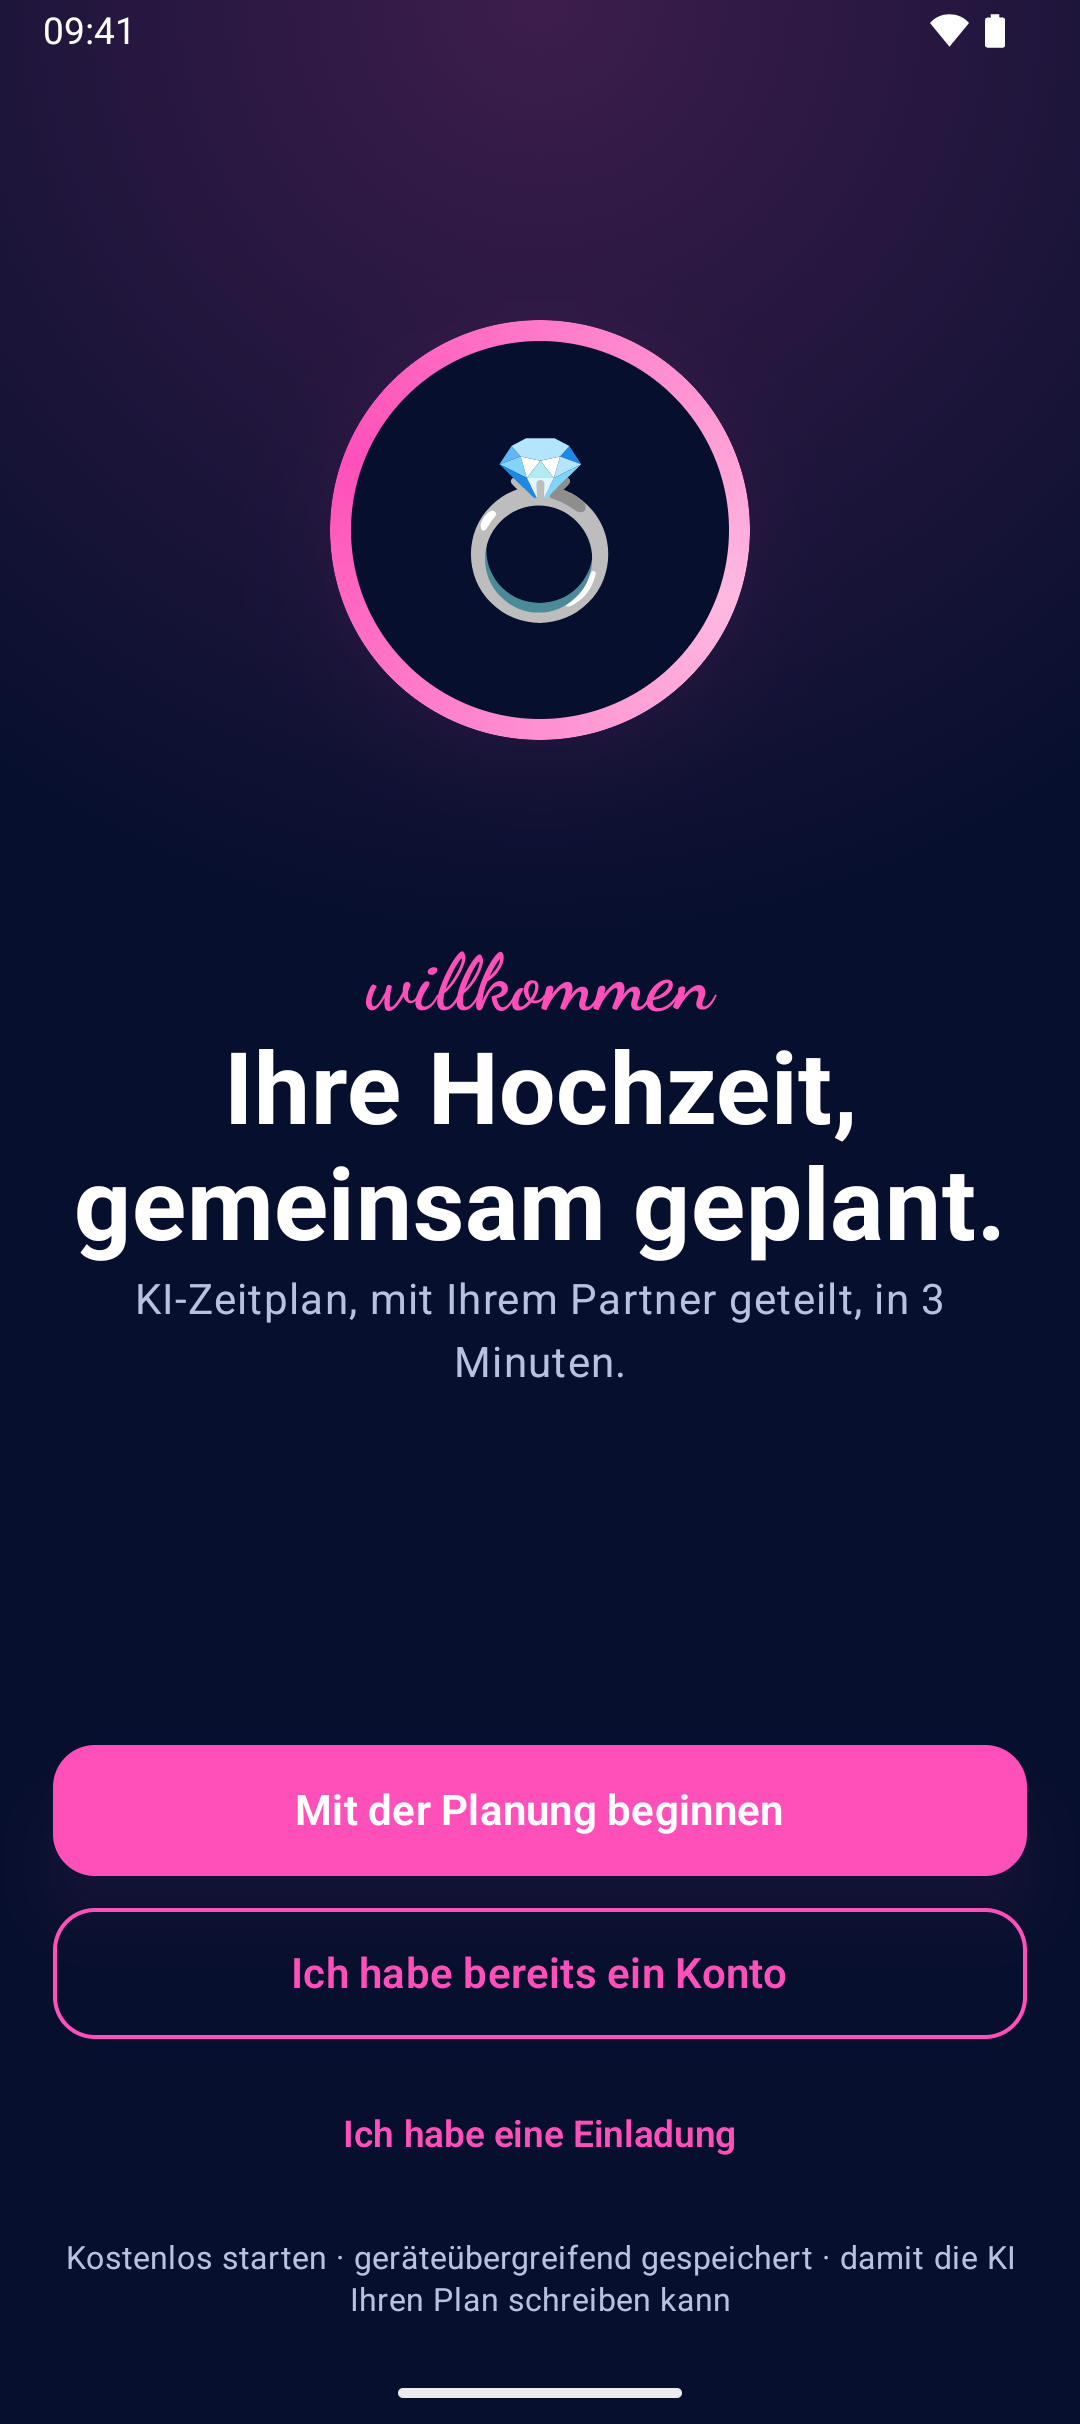 09:41
willkommen
Ihre Hochzeit,
gemeinsam geplant.
KI-Zeitplan, mit Ihrem Partner geteilt, in 3
Minuten.
Mit der Planung beginnen
Ich habe bereits ein Konto
Ich habe eine Einladung
Kostenlos starten · geräteübergreifend gespeichert · damit die KI
Ihren Plan schreiben kann